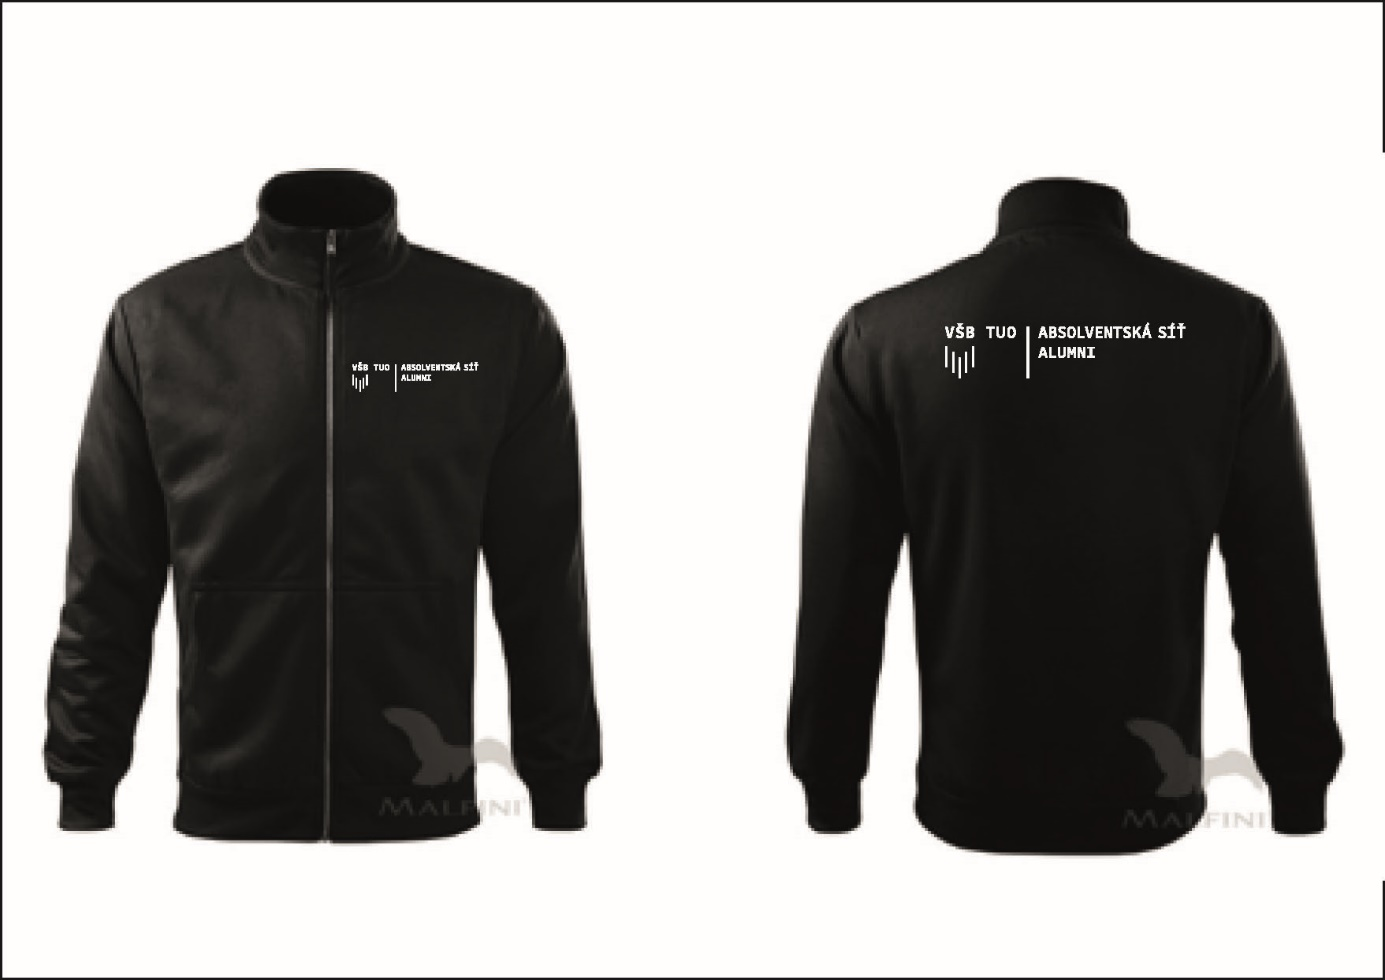 VŠB TUO
ABSOLVENTSKÁ SÍŤ
ALUMNI
MALFINI
VŠB TUO
ABSOLVENTSKÁ SÍŤ
ALUMNI
MALFINI